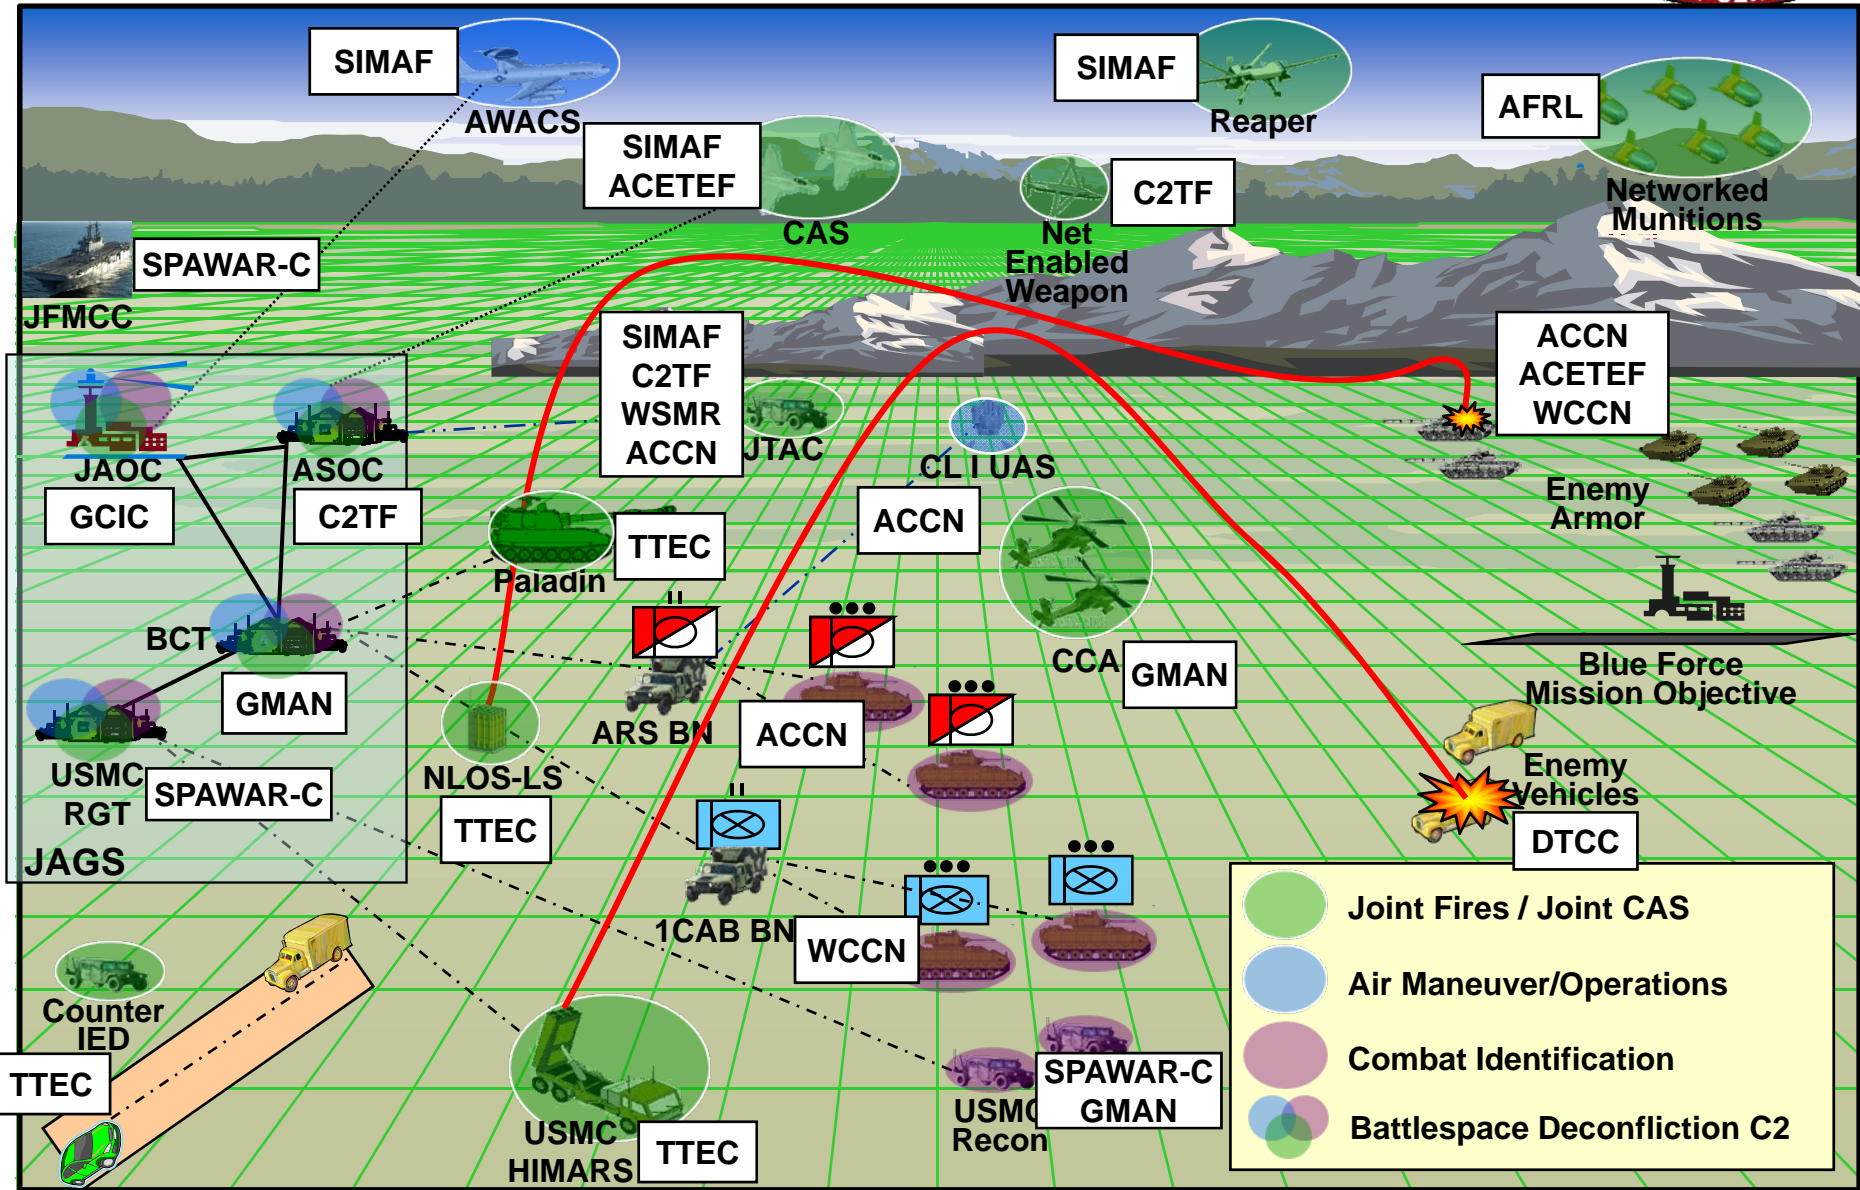 SIMAF
AWACS
SIMAF
Reaper
AFRL
Networked
Munitions
SIMAF
ACETEF
CAS
C2TF
Net
Enabled
Weapon
SPAWAR-C
JFMCC
SIMAF
C2TF
WSMR
ACCN
JTAC
ACCN
ACETEF
WCCN
CL I UAS
ACCN
JAOC
GCIC
ASOC
C2TF
Enemy
Armor
Paladin
TTEC
BCT
GMAN
CCA
GMAN
Blue Force
Mission Objective
ARS BN
ACCN
USMC
RGT
SPAWAR-C
JAGS
NLOS-LS
TTEC
Enemy
Vehicles
DTCC
1CAB BN
WCCN
Counter
IED
TTEC
USMC
HIMARS
TTEC
USMC
Recon
SPAWAR-C
GMAN
Joint Fires / Joint CAS
Air Maneuver/Operations
Combat Identification
Battlespace Deconfliction C2